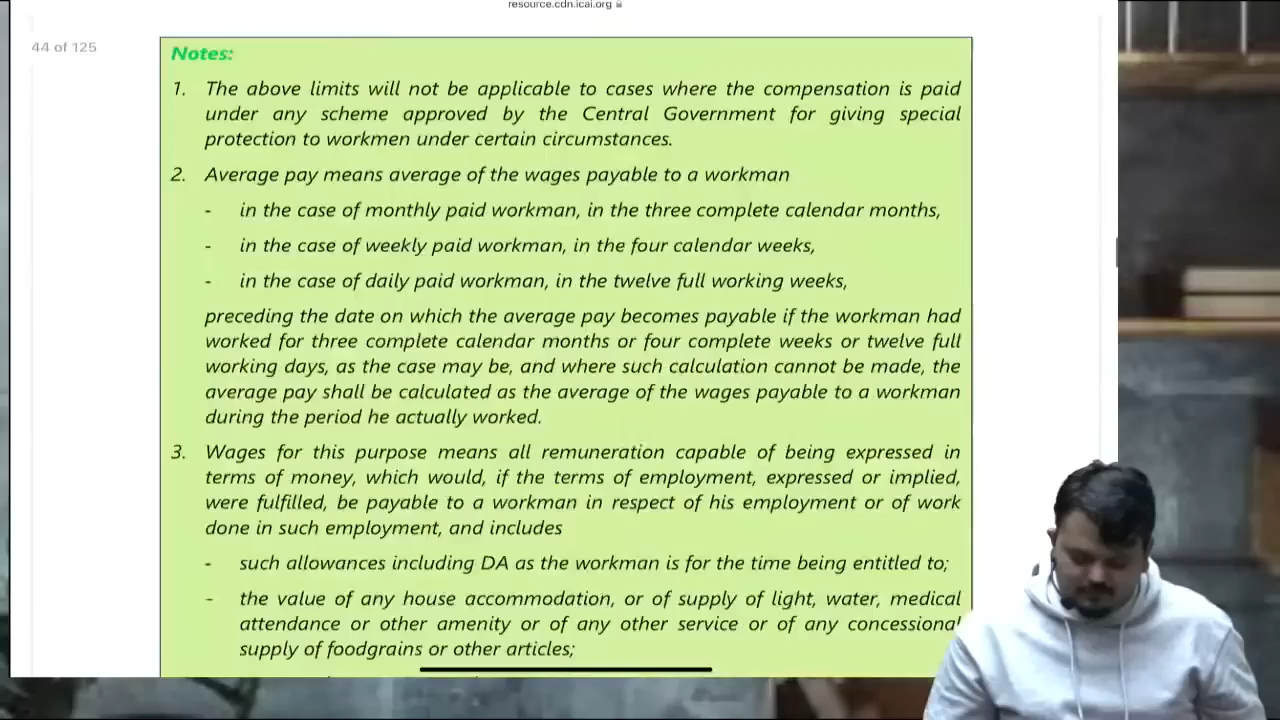 resource.cdn.icai.org
44 of 125
Notes:
1. The above limits will not be applicable to cases where the compensation is paid
under any scheme approved by the Central Government for giving special
protection to workmen under certain circumstances.
2. Average pay means average of the wages payable to a workman
- in the case of monthly paid workman, in the three complete calendar months,
- in the case of weekly paid workman, in the four calendar weeks,
- in the case of daily paid workman, in the twelve full working weeks,
preceding the date on which the average pay becomes payable if the workman had
worked for three complete calendar months or four complete weeks or twelve full
working days, as the case may be, and where such calculation cannot be made, the
average pay shall be calculated as the average of the wages payable to a workman
during the period he actually worked.
3. Wages for this purpose means all remuneration capable of being expressed in
terms of money, which would, if the terms of employment, expressed or implied,
were fulfilled, be payable to a workman in respect of his employment or of work
done in such employment, and includes
- such allowances including DA as the workman is for the time being entitled to;
- the value of any house accommodation, or of supply of light, water, medical
attendance or other amenity or of any other service or of any concessional
supply of foodgrains or other articles;